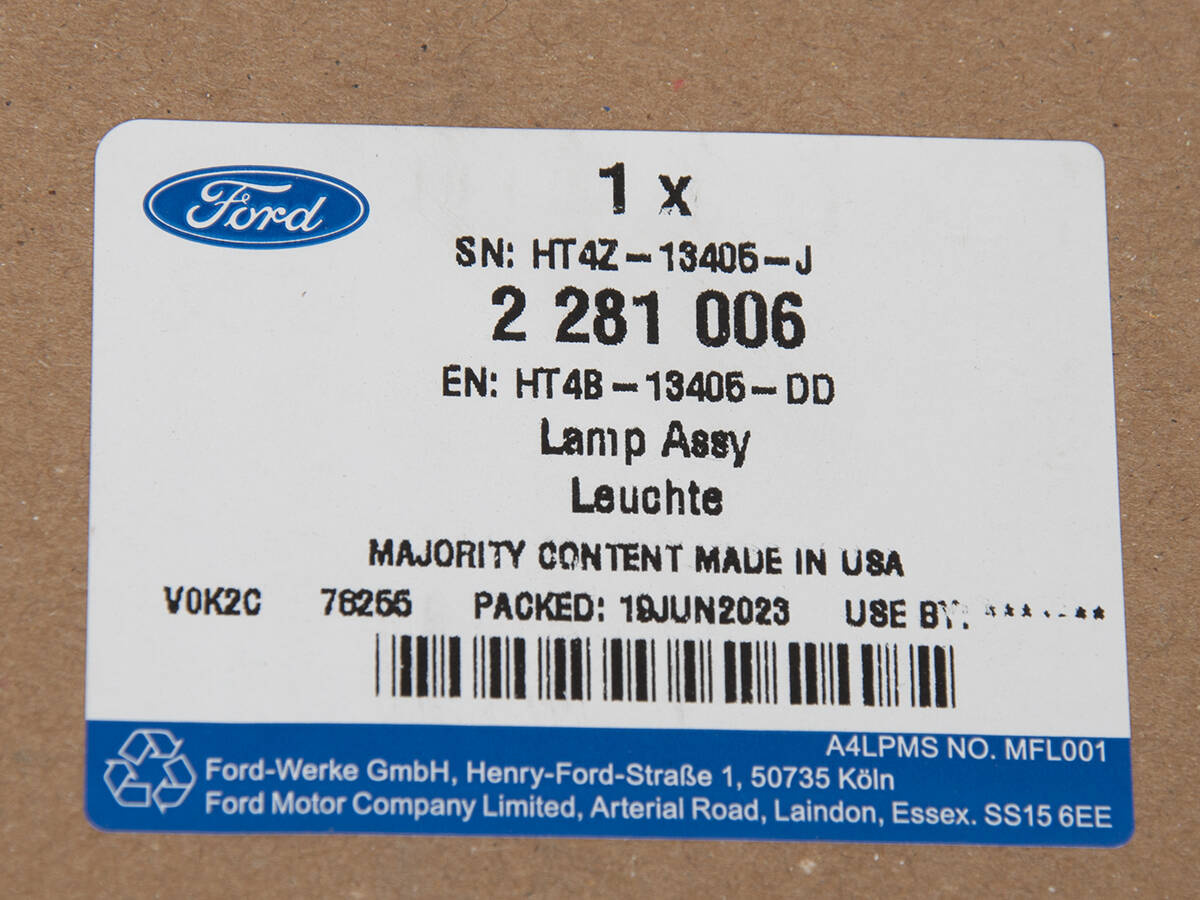 Ford
1 x
SN: HT4Z-13405-J
2 281 006
EN: HT4B-13405-DD
Lamp Assy
Leuchte
MAJORITY CONTENT MADE IN USA
V0K2C PACKED: 19JUN2023 USE BY:
A4LPMS NO. MFL001
Ford-Werke GmbH, Henry-Ford-Straße 1, 50735 Köln
Ford Motor Company Limited, Arterial Road, Laindon, Essex. SS15 6EE